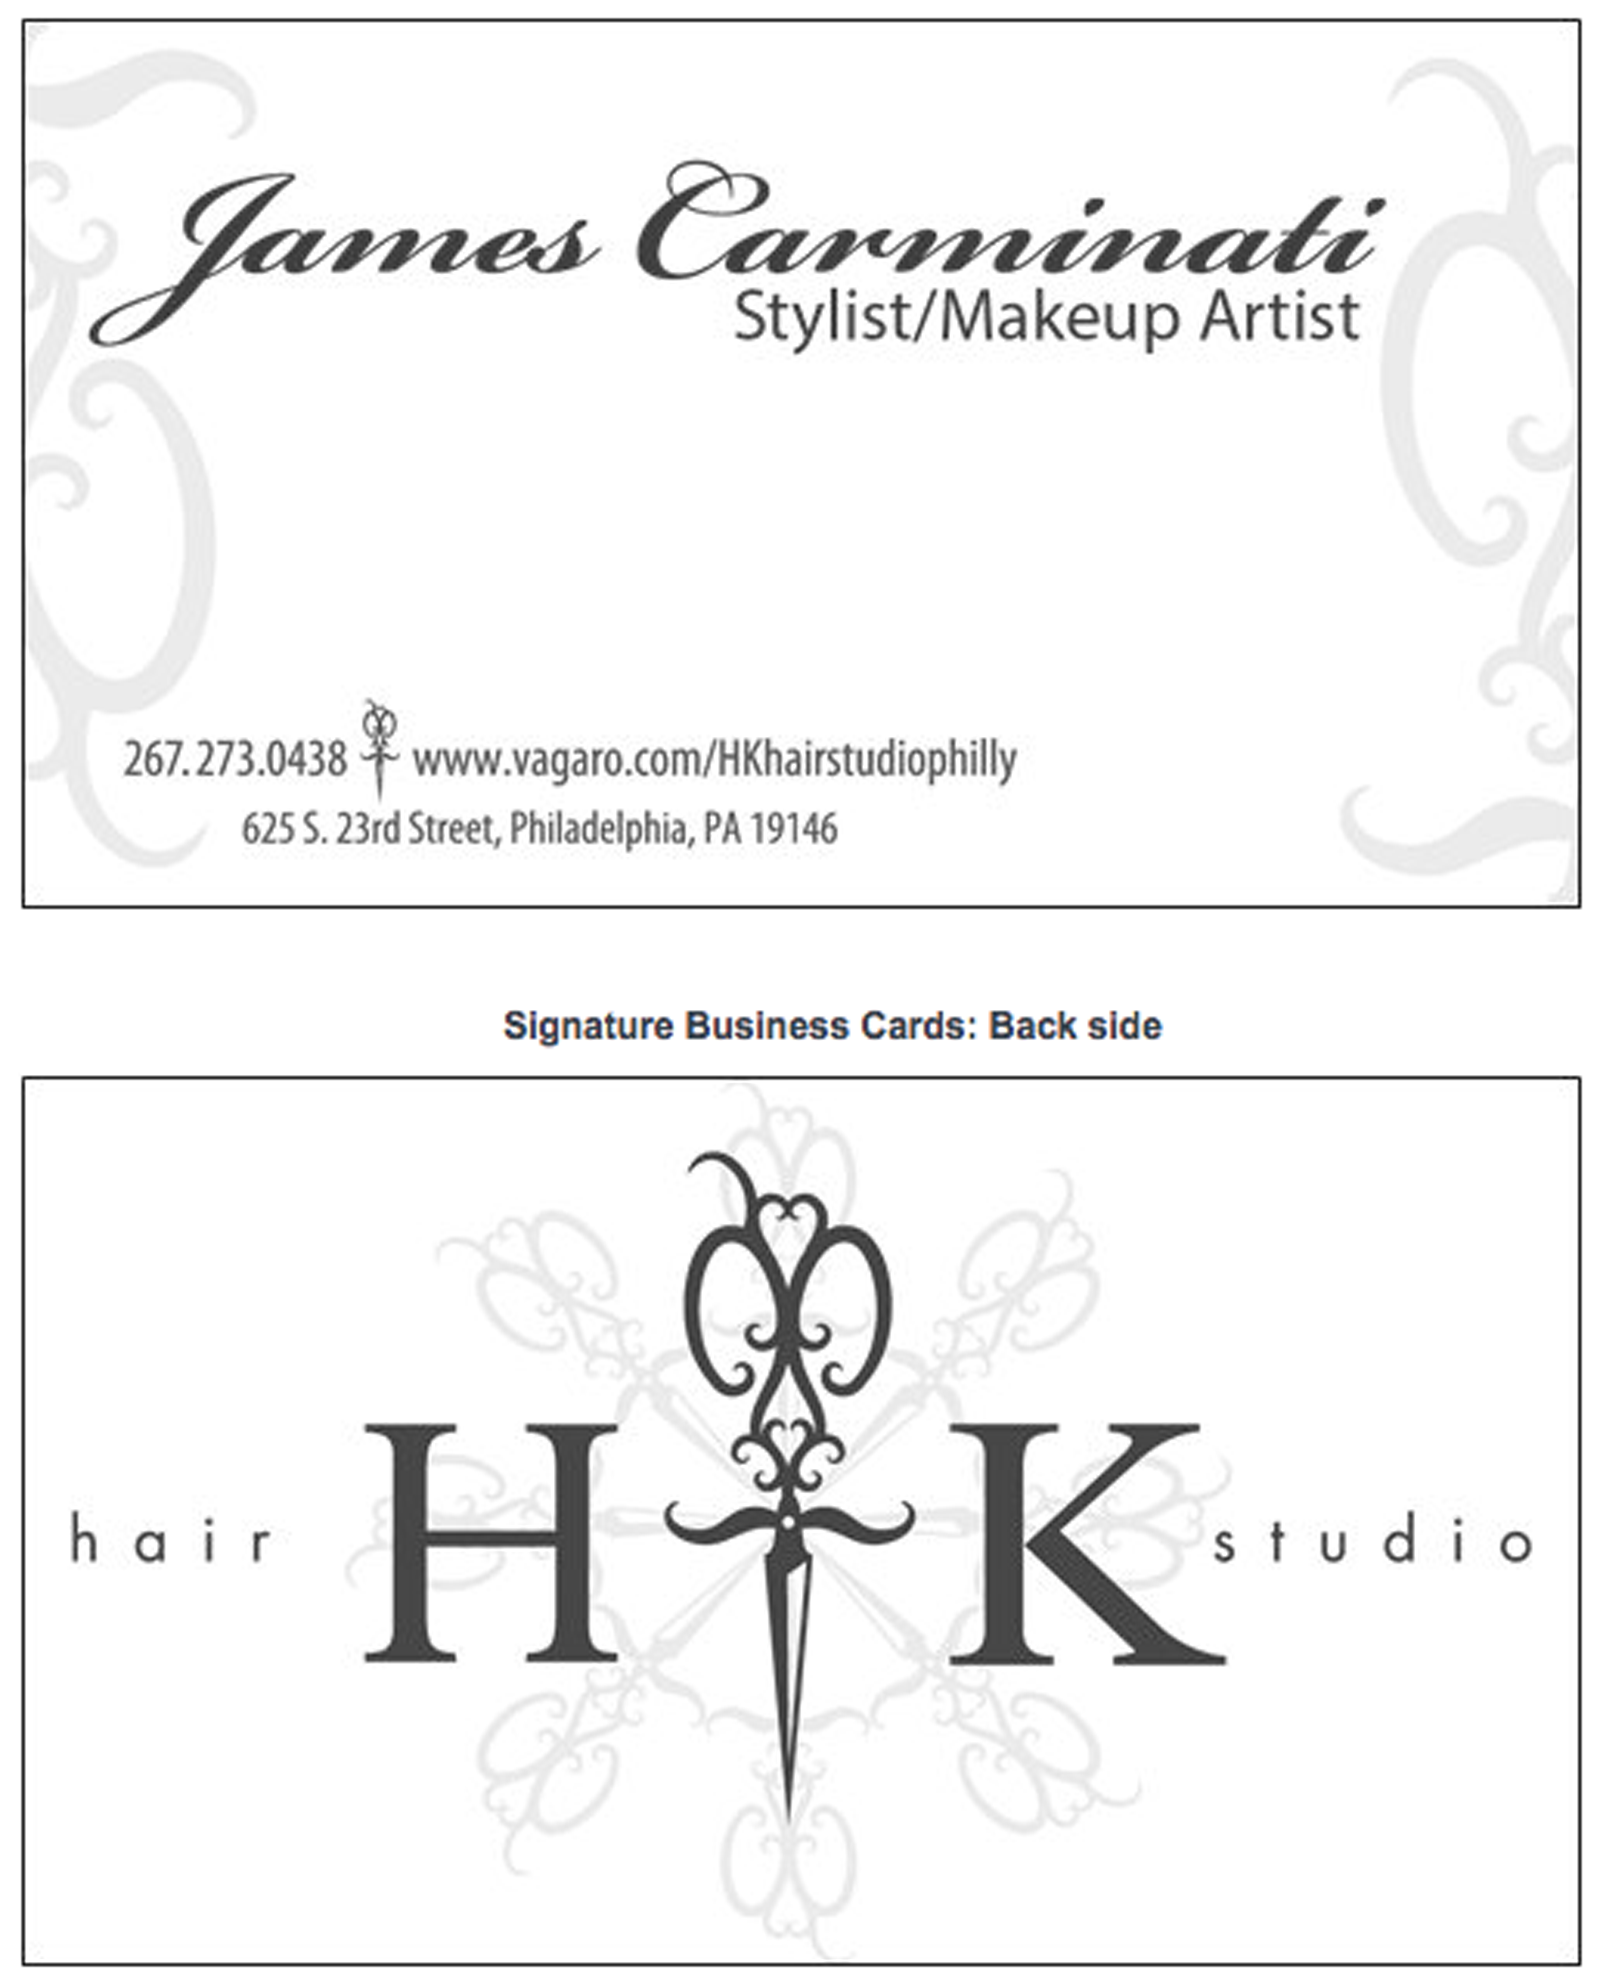 James Carminati
Stylist/Makeup Artist
267.273.0438 www.vagaro.com/HKhairstudiophilly
625 S. 23rd Street, Philadelphia, PA 19146
Signature Business Cards: Back side
hair H K studio